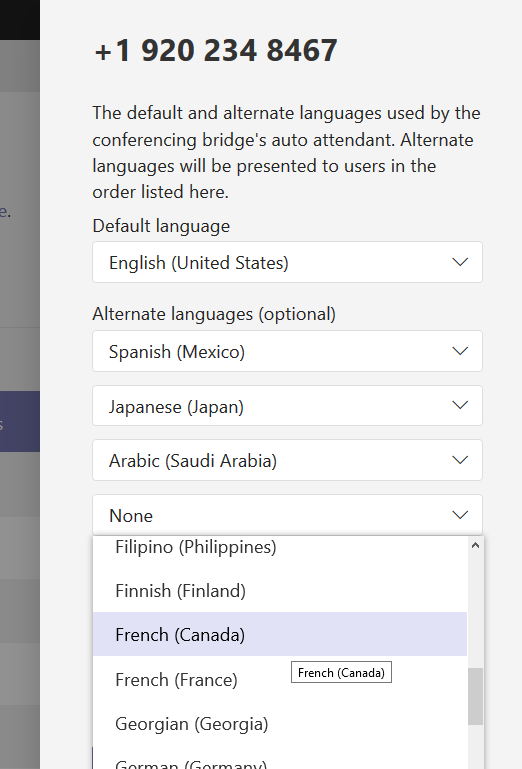 +1 920 234 8467
The default and alternate languages used by the
conferencing bridge's auto attendant. Alternate
languages will be presented to users in the
order listed here.
e.
Default language
English (United States)
Alternate languages (optional)
Spanish (Mexico)
Japanese (Japan)
s
Arabic (Saudi Arabia)
None
Filipino (Philippines)
Finnish (Finland)
French (Canada)
French (France)
French (Canada)
Georgian (Georgia)
German (Germany)